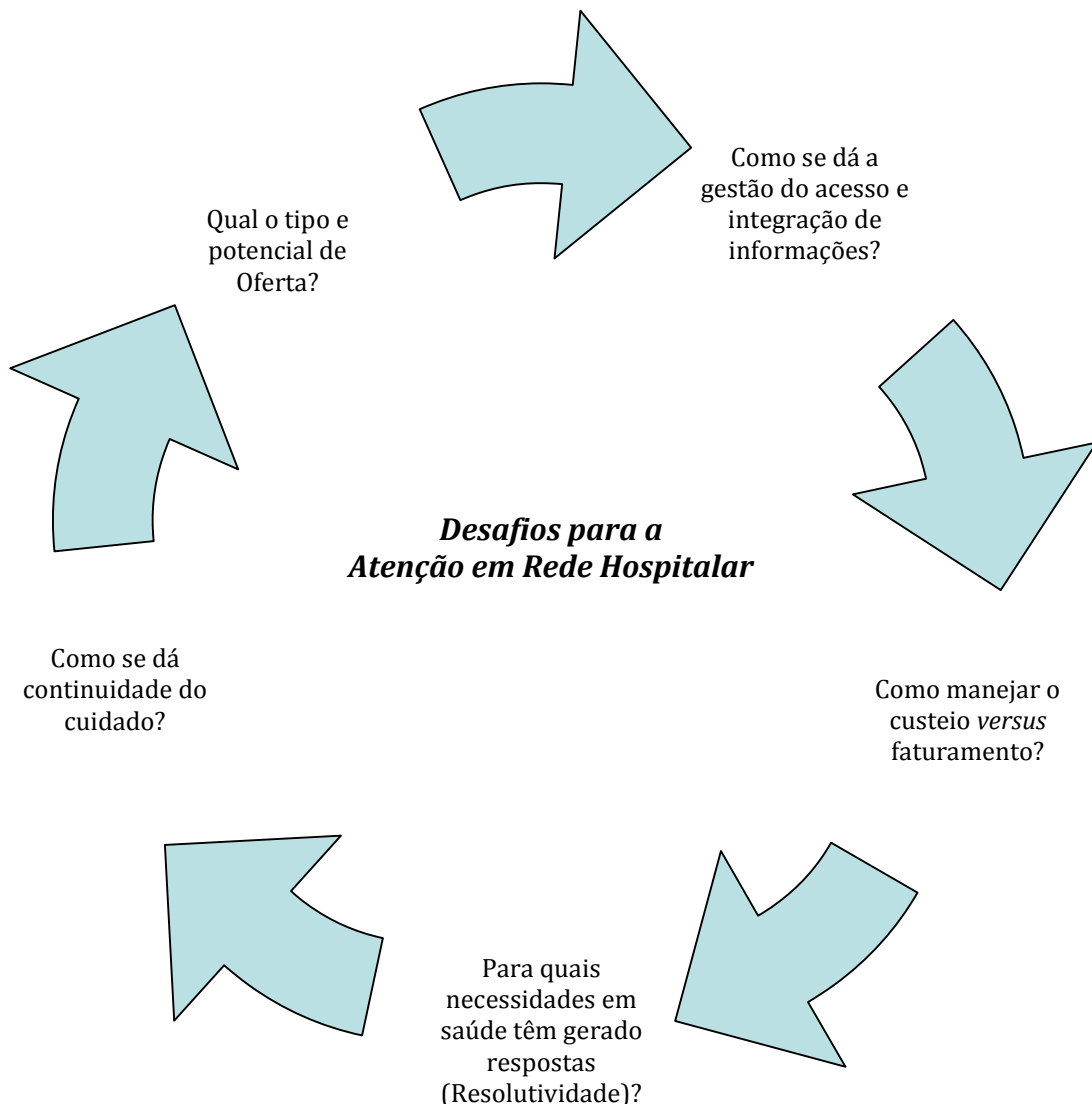 Qual o tipo e
potencial de
Oferta?
Como se dá a
gestão do acesso e
integração de
informações?
Como manejar o
custeio versus
faturamento?
Para quais
necessidades em
saúde têm gerado
respostas
(Resolutividade)?
Como se dá
continuidade do
cuidado?
Desafios para a
Atenção em Rede Hospitalar